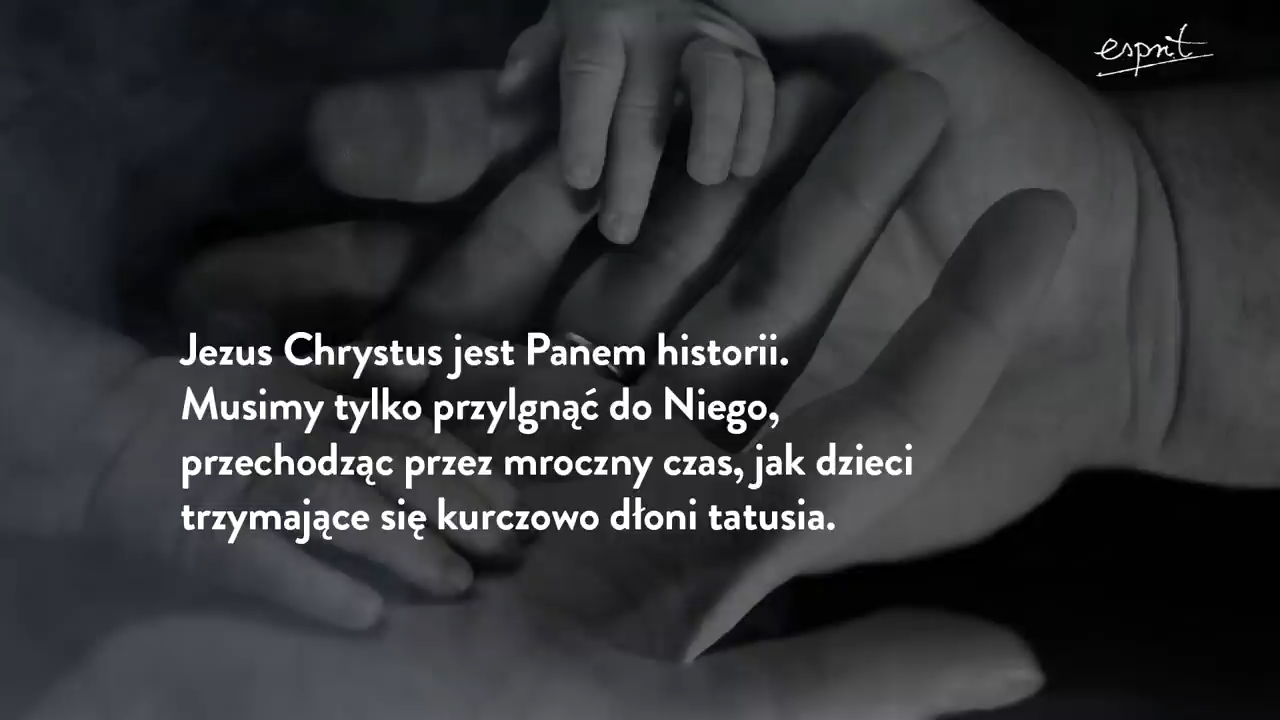 esprit
Jezus Chrystus jest Panem historii.
Musimy tylko przylgnąć do Niego,
przechodząc przez mroczny czas, jak dzieci
trzymające się kurczowo dłoni tatusia.